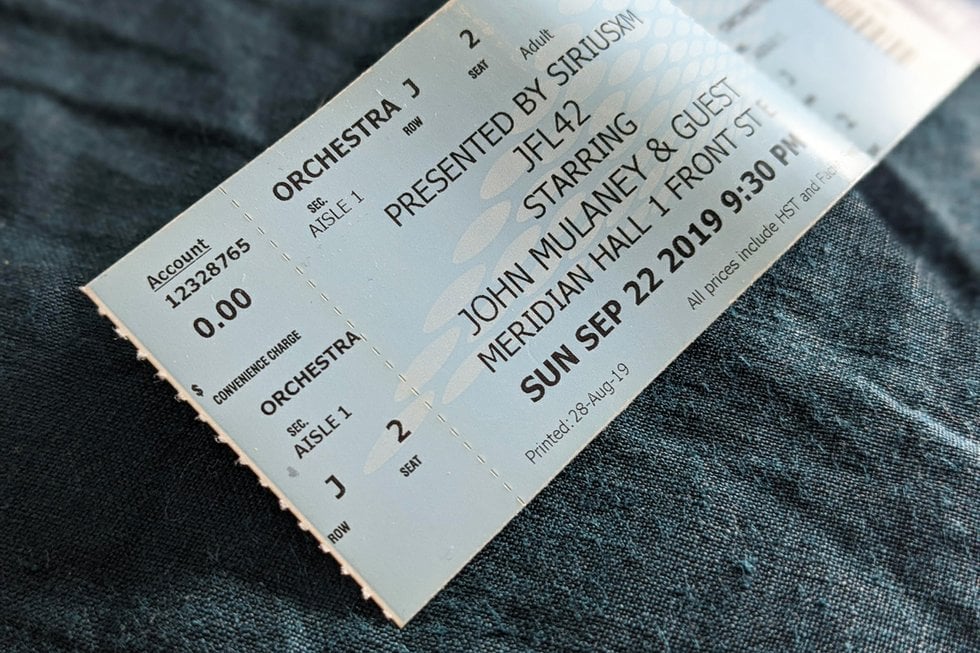 Account
12328765
0.00
$ CONVENIENCE CHARGE
ORCHESTRA
SEC.
AISLE 1
J 2
ROW SEAT
ORCHESTRA J 2
SEC. ROW SEAT
AISLE 1 Adult
PRESENTED BY SIRIUSXM
JFL42
STARRING
JOHN MULANEY & GUEST
MERIDIAN HALL 1 FRONT ST E
SUN SEP 22 2019 9:30 PM
Printed: 28-Aug-19 All prices include HST and